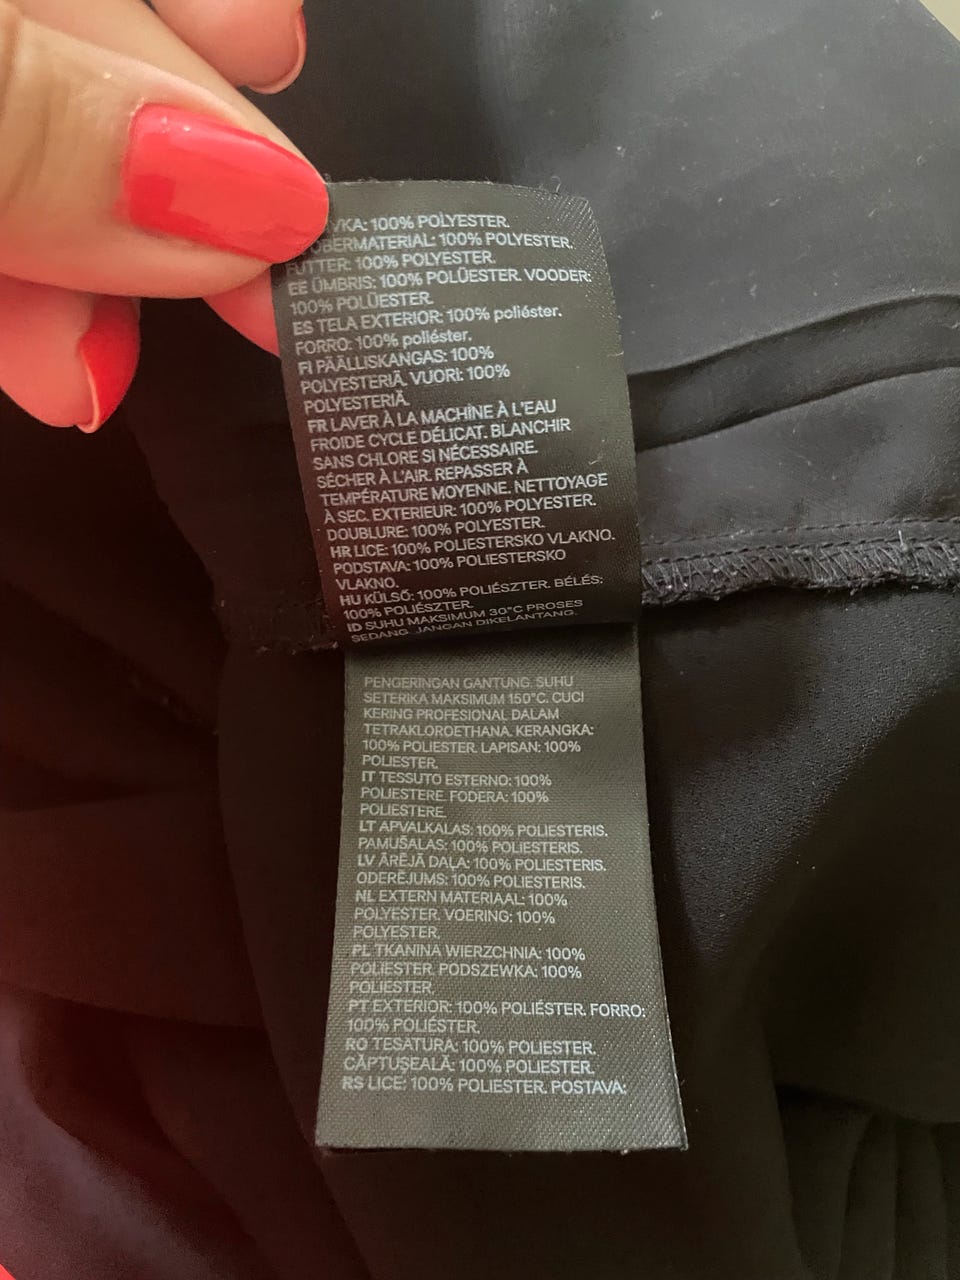 100% POLYESTER.
100% POLYESTER.
FUTTER: 100% POLYESTER.
EE ÜMBRIS: 100% POLÜESTER. VOODER:
100% POLÜESTER.
ES TELA EXTERIOR: 100% poliéster.
FORRO: 100% poliéster.
FI PÄÄLLISKANGAS: 100%
POLYESTERIÄ. VUORI: 100%
POLYESTERIÄ.
FR LAVER À LA MACHINE À L'EAU
FROIDE CYCLE DÉLICAT. BLANCHIR
SANS CHLORE SI NÉCESSAIRE.
SÉCHER À L'AIR. REPASSER À
TEMPÉRATURE MOYENNE. NETTOYAGE
À SEC. EXTERIEUR: 100% POLYESTER.
DOUBLURE: 100% POLYESTER.
HR LICE: 100% POLIESTERSKO VLAKNO.
PODSTAVA: 100% POLIESTERSKO
VLAKNO.
HU KÜLSŐ: 100% POLIÉSZTER. BÉLÉS:
100% POLIÉSZTER.
ID SUHU MAKSIMUM 30°C PROSES
SEDANG. JANGAN DIKELANTANG.
PENGERINGAN GANTUNG. SUHU
SETERIKA MAKSIMUM 150°C. CUCI
KERING PROFESIONAL DALAM
TETRAKLOROETHANA. KERANGKA:
100% POLIESTER. LAPISAN: 100%
POLIESTER.
IT TESSUTO ESTERNO: 100%
POLIESTERE. FODERA: 100%
POLIESTERE.
LT APVALKALAS: 100% POLIESTERIS.
PAMUŠALAS: 100% POLIESTERIS.
LV ĀRĒJĀ DAĻA: 100% POLIESTERIS.
ODERĒJUMS: 100% POLIESTERIS.
NL EXTERN MATERIAAL: 100%
POLYESTER. VOERING: 100%
POLYESTER.
PL TKANINA WIERZCHNIA: 100%
POLIESTER. PODSZEWKA: 100%
POLIESTER.
PT EXTERIOR: 100% POLIÉSTER. FORRO:
100% POLIÉSTER.
RO TESATURA: 100% POLIESTER.
CĂPTUȘEALĂ: 100% POLIESTER.
RS LICE: 100% POLIESTER. POSTAVA: